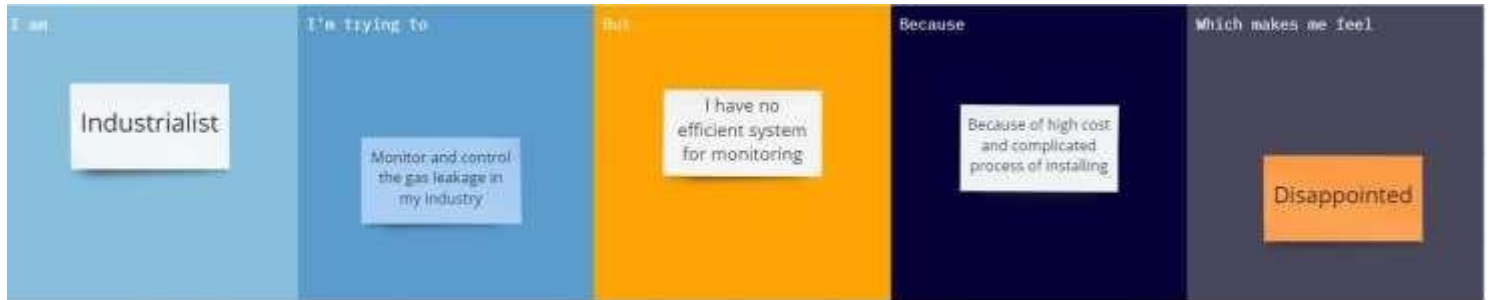 I am
Industrialist
I'm trying to
Monitor and control
the gas leakage in
my industry
But
I have no
efficient system
for monitoring
Because
Because of high cost
and complicated
process of installing
Which makes me feel
Disappointed